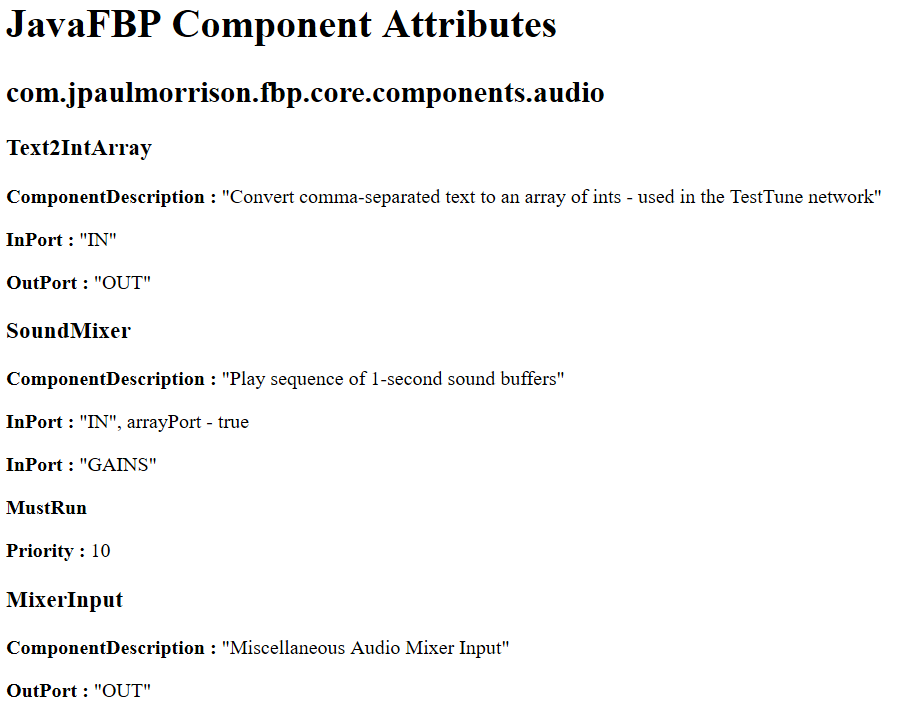 JavaFBP Component Attributes
com.jpaulmorrison.fbp.core.components.audio
Text2IntArray
ComponentDescription : "Convert comma-separated text to an array of ints - used in the TestTune network"
InPort : "IN"
OutPort : "OUT"
SoundMixer
ComponentDescription : "Play sequence of 1-second sound buffers"
InPort : "IN", arrayPort - true
InPort : "GAINS"
MustRun
Priority : 10
MixerInput
ComponentDescription : "Miscellaneous Audio Mixer Input"
OutPort : "OUT"